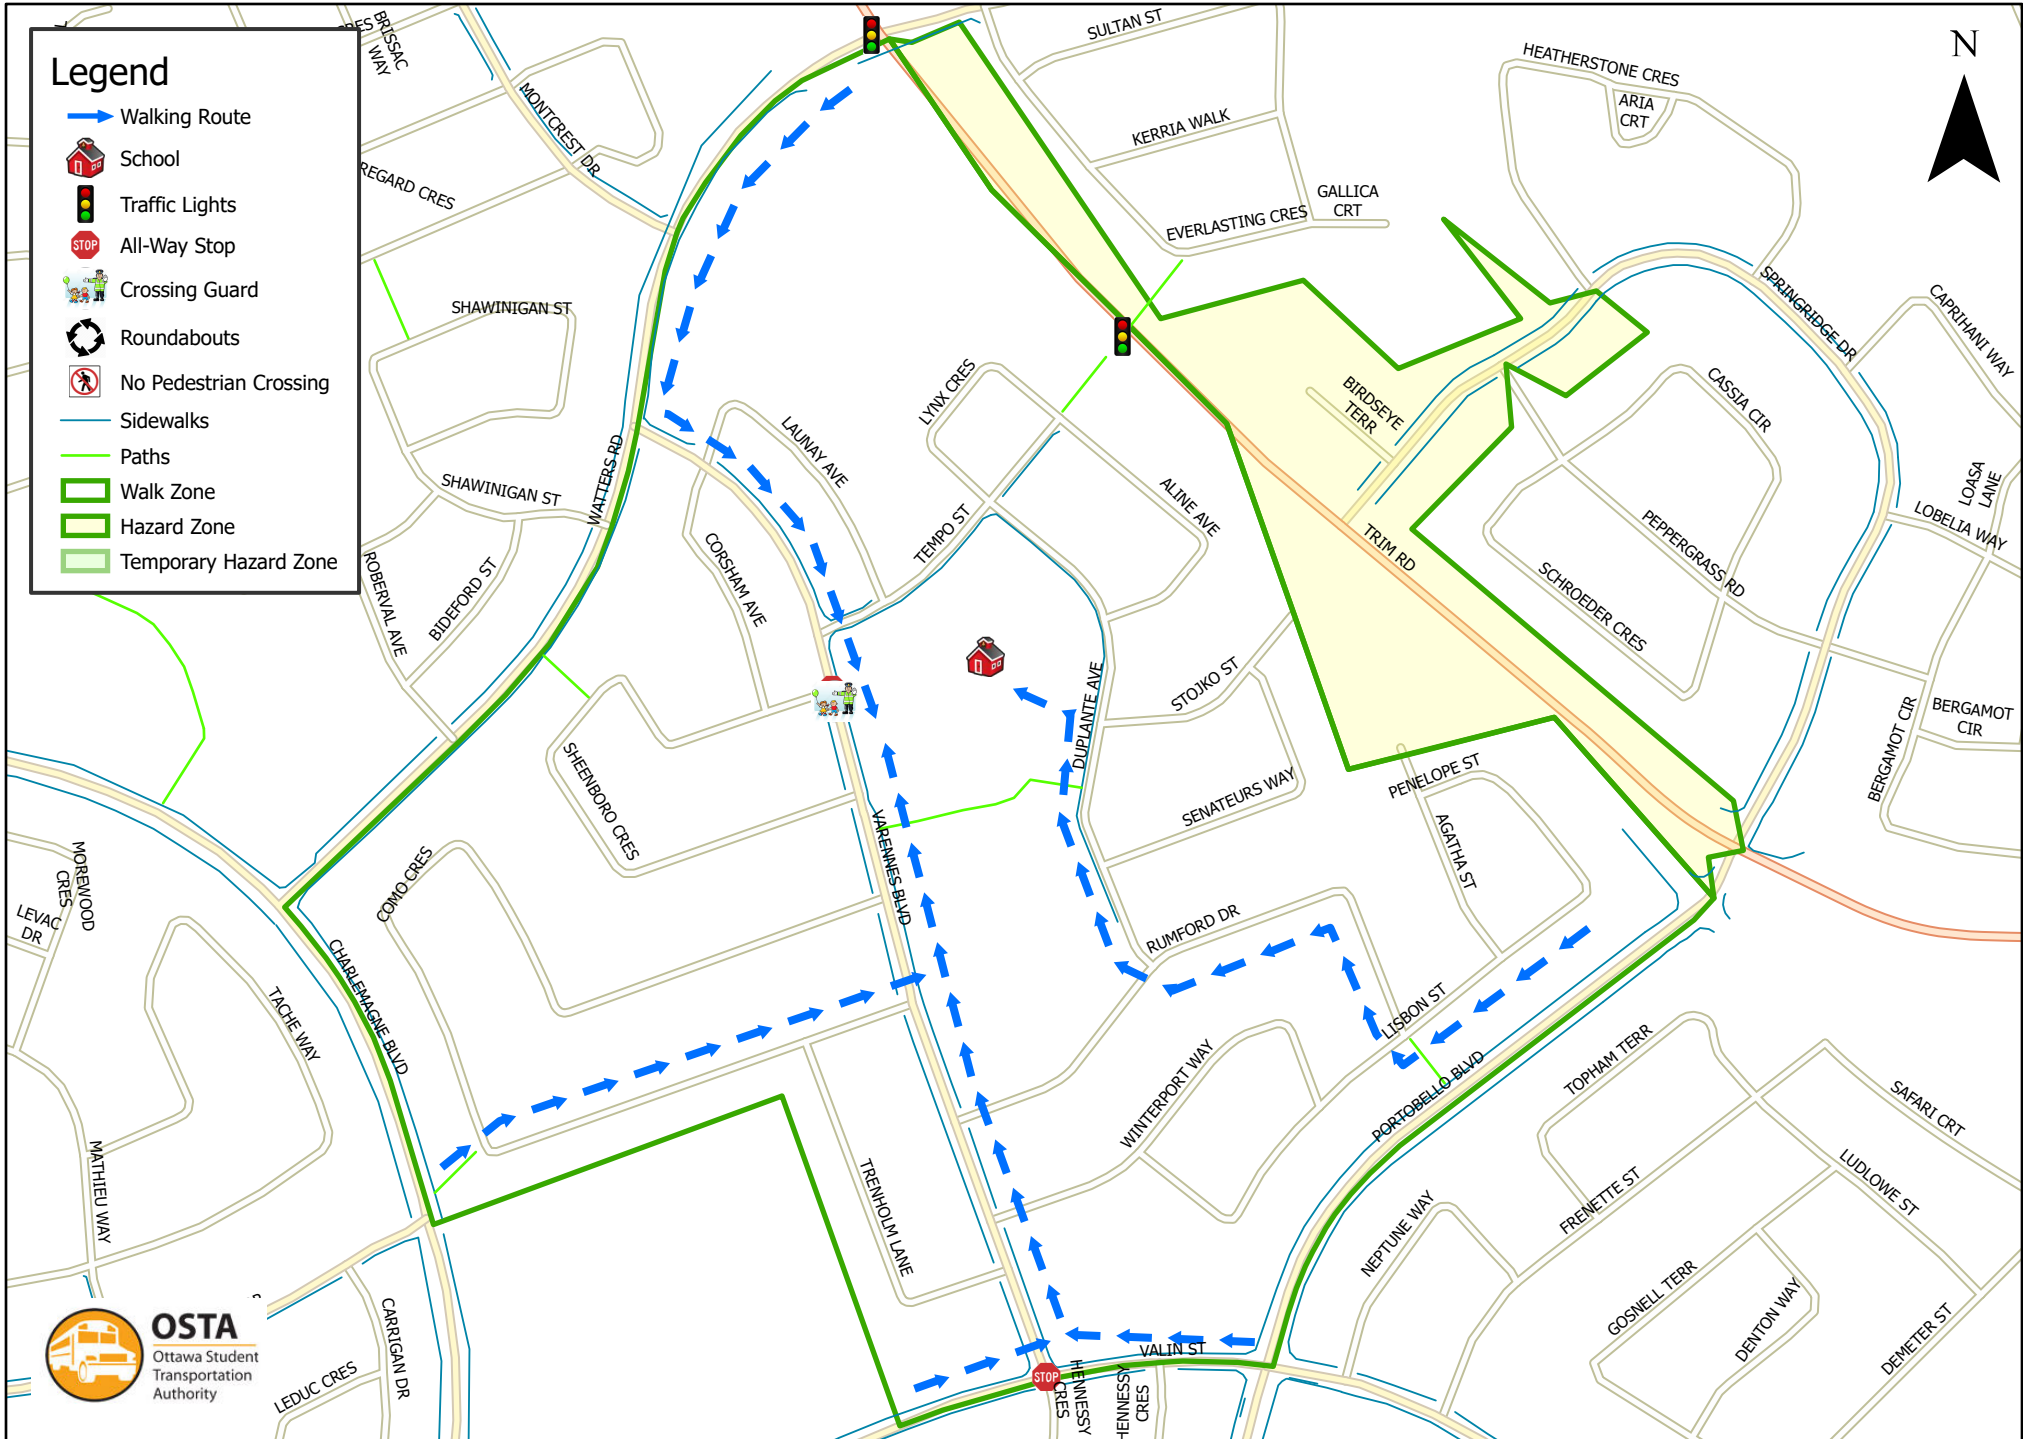 Legend
Walking Route
School
Traffic Lights
STOP
All-Way Stop
Crossing Guard
Roundabouts
No Pedestrian Crossing
Sidewalks
Paths
Walk Zone
Hazard Zone
Temporary Hazard Zone
N
BRISSAC
WAY
MONTCREST DR
REGARD CRES
SHAWINIGAN ST
SHAWINIGAN ST
WATTERS RD
ROBERVAL AVE
BIDEFORD ST
SULTAN ST
KERRIA WALK
GALLICA
CRT
EVERLASTING CRES
HEATHERSTONE CRES
ARIA
CRT
SPRINGRIDGE DR
CAPRIHANI WAY
CASSIA CIR
LOASA
LANE
LOBELIA WAY
BIRDSEYE
TERR
PEPPERGRASS RD
SCHROEDER CRES
TRIM RD
BERGAMOT CIR
BERGAMOT
CIR
LYNX CRES
LAUNAY AVE
ALINE AVE
TEMPO ST
CORSHAM AVE
DUPLANTE AVE
STOJKO ST
SENATEURS WAY
PENELOPE ST
AGATHA ST
SHEENBORO CRES
COMO CRES
VARENNES BLVD
RUMFORD DR
LISBON ST
WINTERPORT WAY
PORTOBELLO BLVD
TOPHAM TERR
SAFARI CRT
LUDLOWE ST
FRENETTE ST
NEPTUNE WAY
GOSNELL TERR
DENTON WAY
DEMETER ST
MOREWOOD
CRES
LEVAC
DR
TACHE WAY
CHARLEMAGNE BLVD
MATHIEU WAY
TRENHOLM LANE
CARRIGAN DR
LEDUC CRES
VALIN ST
STOP
HENNESSY
CRES
HENNESSY
CRES
OSTA
Ottawa Student
Transportation
Authority